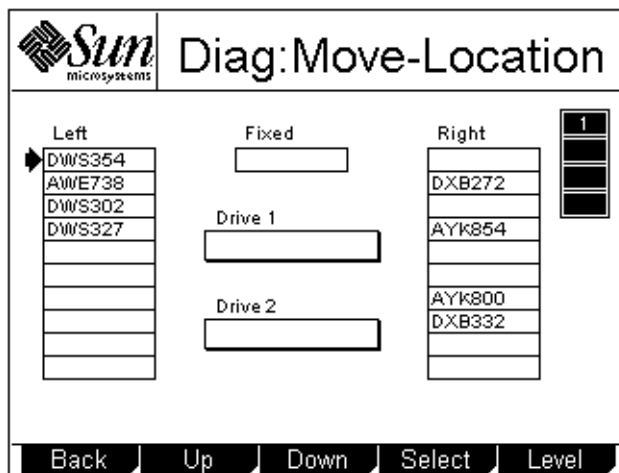 Sun
microsystems
Diag:Move-Location
1
Left
Fixed
Right
DWS354
AWE738
DXB272
DWS302
Drive 1
DWS327
AYK854
Drive 2
AYK800
DXB332
Back
Up
Down
Select
Level